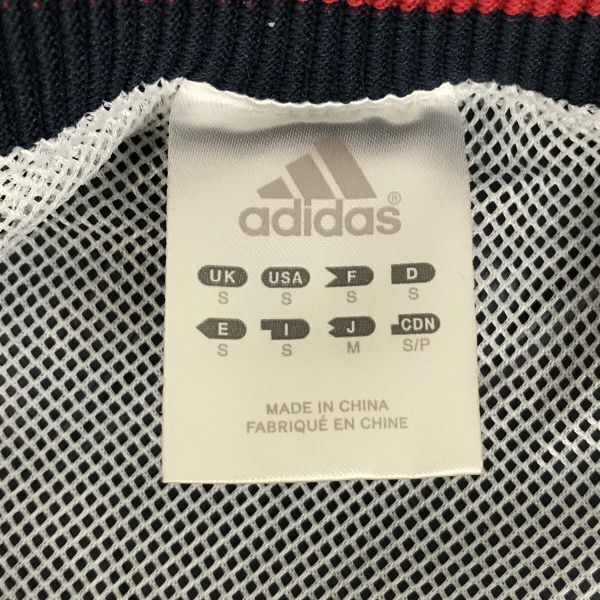 adidas®
UK USA F D
S S S S
E I J CDN
S S M S/P
MADE IN CHINA
FABRIQUÉ EN CHINE